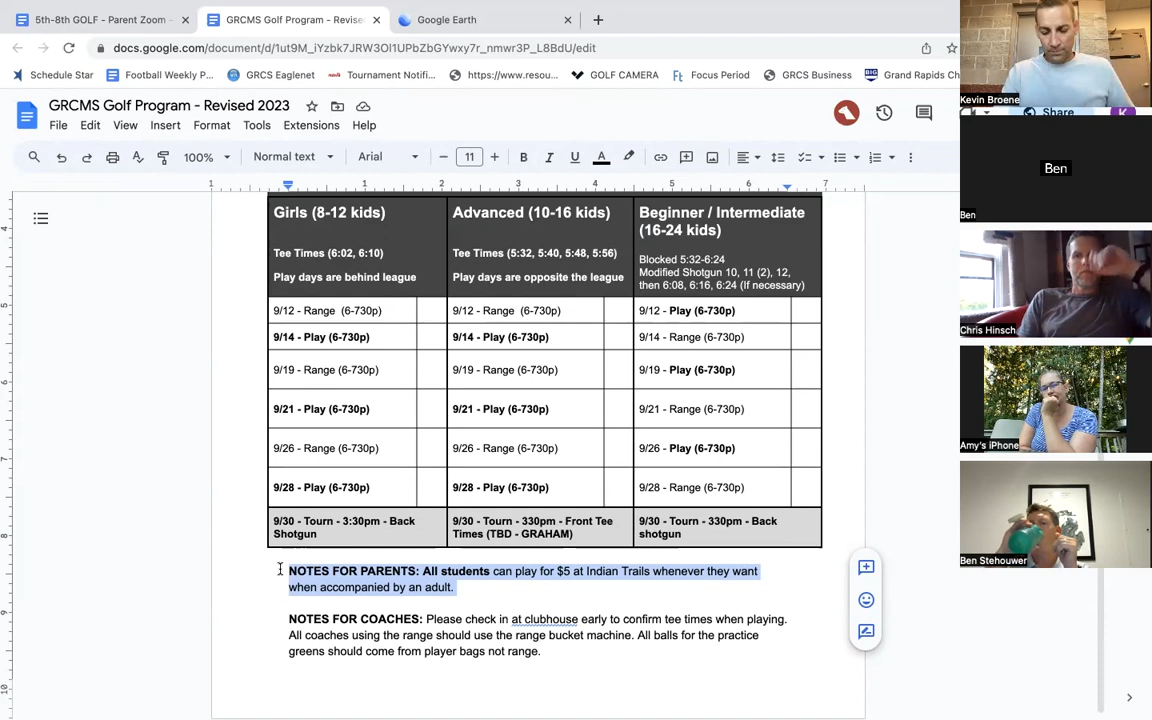 5th-8th GOLF - Parent Zoom
GRCMS Golf Program - Revise
Google Earth
docs.google.com/document/d/1ut9M_iYzbk7JRW3OI1UPbZbGYwxy7r_nmwr3P_L8BdU/edit
Schedule Star
Football Weekly P...
GRCS Eaglenet
Tournament Notifi...
https://www.resou...
GOLF CAMERA
Focus Period
GRCS Business
Grand Rapids Ch
GRCMS Golf Program - Revised 2023
Share
File Edit View Insert Format Tools Extensions Help
100%
Normal text
Arial
11
Girls (8-12 kids)
Tee Times (6:02, 6:10)
Play days are behind league
Advanced (10-16 kids)
Tee Times (5:32, 5:40, 5:48, 5:56)
Play days are opposite the league
Beginner / Intermediate
(16-24 kids)
Blocked 5:32-6:24
Modified Shotgun 10, 11 (2), 12,
then 6:08, 6:16, 6:24 (If necessary)
9/12 - Range (6-730p)
9/12 - Range (6-730p)
9/12 - Play (6-730p)
9/14 - Play (6-730p)
9/14 - Play (6-730p)
9/14 - Range (6-730p)
9/19 - Range (6-730p)
9/19 - Range (6-730p)
9/19 - Play (6-730p)
9/21 - Play (6-730p)
9/21 - Play (6-730p)
9/21 - Range (6-730p)
9/26 - Range (6-730p)
9/26 - Range (6-730p)
9/26 - Play (6-730p)
9/28 - Play (6-730p)
9/28 - Play (6-730p)
9/28 - Range (6-730p)
9/30 - Tourn - 3:30pm - Back
Shotgun
9/30 - Tourn - 330pm - Front Tee
Times (TBD - GRAHAM)
9/30 - Tourn - 330pm - Back
shotgun
NOTES FOR PARENTS: All students can play for $5 at Indian Trails whenever they want
when accompanied by an adult.
NOTES FOR COACHES: Please check in at clubhouse early to confirm tee times when playing.
All coaches using the range should use the range bucket machine. All balls for the practice
greens should come from player bags not range.
Kevin Broene
Ben
Ben
Chris Hinsch
Amy's iPhone
Ben Stehouwer